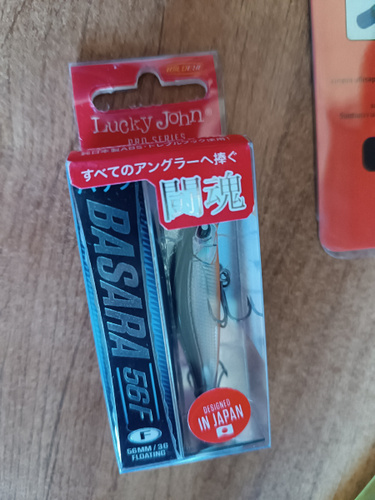 Lucky John
PRO SERIES
すべてのアングラーへ捧ぐ
闘魂
BASARA 56F
F
56MM / 3G
FLOATING
DESIGNED
IN JAPAN